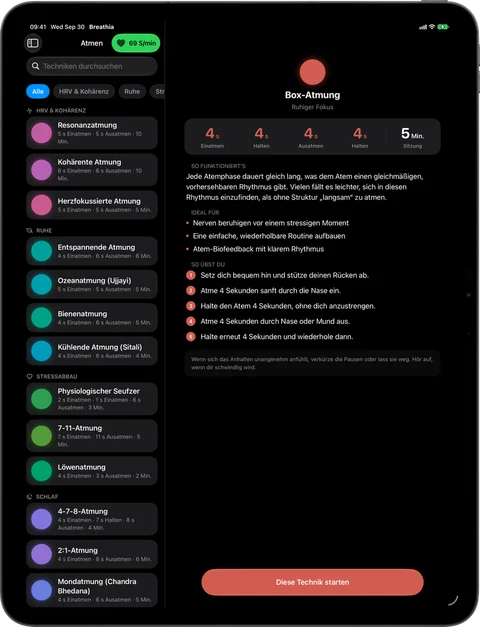 09:41 Wed Sep 30 Breathia
Atmen
69 S/min
Techniken durchsuchen
Alle
HRV & Kohärenz
Ruhe
Str
HRV & KOHÄRENZ
Resonanzatmung
5 s Einatmen · 5 s Ausatmen · 10
Min.
Kohärente Atmung
6 s Einatmen · 6 s Ausatmen · 10
Min.
Herzfokussierte Atmung
5 s Einatmen · 5 s Ausatmen · 5 Min.
RUHE
Entspannende Atmung
4 s Einatmen · 6 s Ausatmen · 5 Min.
Ozeanatmung (Ujjayi)
5 s Einatmen · 5 s Ausatmen · 5 Min.
Bienenatmung
4 s Einatmen · 8 s Ausatmen · 5 Min.
Kühlende Atmung (Sitali)
4 s Einatmen · 6 s Ausatmen · 4 Min.
STRESSABBAU
Physiologischer Seufzer
2 s Einatmen · 1 s Einatmen · 6 s
Ausatmen · 3 Min.
7-11-Atmung
7 s Einatmen · 11 s Ausatmen · 5
Min.
Löwenatmung
4 s Einatmen · 3 s Ausatmen · 2 Min.
SCHLAF
4-7-8-Atmung
4 s Einatmen · 7 s Halten · 8 s
Ausatmen · 4 Min.
2:1-Atmung
4 s Einatmen · 8 s Ausatmen · 6 Min.
Mondatmung (Chandra
Bhedana)
4 s Einatmen · 6 s Ausatmen · 5 Min.
Box-Atmung
Ruhiger Fokus
4 s
Einatmen
4 s
Halten
4 s
Ausatmen
4 s
Halten
5 Min.
Sitzung
SO FUNKTIONIERT'S
Jede Atemphase dauert gleich lang, was dem Atem einen gleichmäßigen,
vorhersehbaren Rhythmus gibt. Vielen fällt es leichter, sich in diesen
Rhythmus einzufinden, als ohne Struktur „langsam“ zu atmen.
IDEAL FÜR
• Nerven beruhigen vor einem stressigen Moment
• Eine einfache, wiederholbare Routine aufbauen
• Atem-Biofeedback mit klarem Rhythmus
SO ÜBST DU
1 Setz dich bequem hin und stütze deinen Rücken ab.
2 Atme 4 Sekunden sanft durch die Nase ein.
3 Halte den Atem 4 Sekunden, ohne dich anzustrengen.
4 Atme 4 Sekunden durch Nase oder Mund aus.
5 Halte erneut 4 Sekunden und wiederhole dann.
Wenn sich das Anhalten unangenehm anfühlt, verkürze die Pausen oder lass sie weg. Hör auf,
wenn dir schwindlig wird.
Diese Technik starten